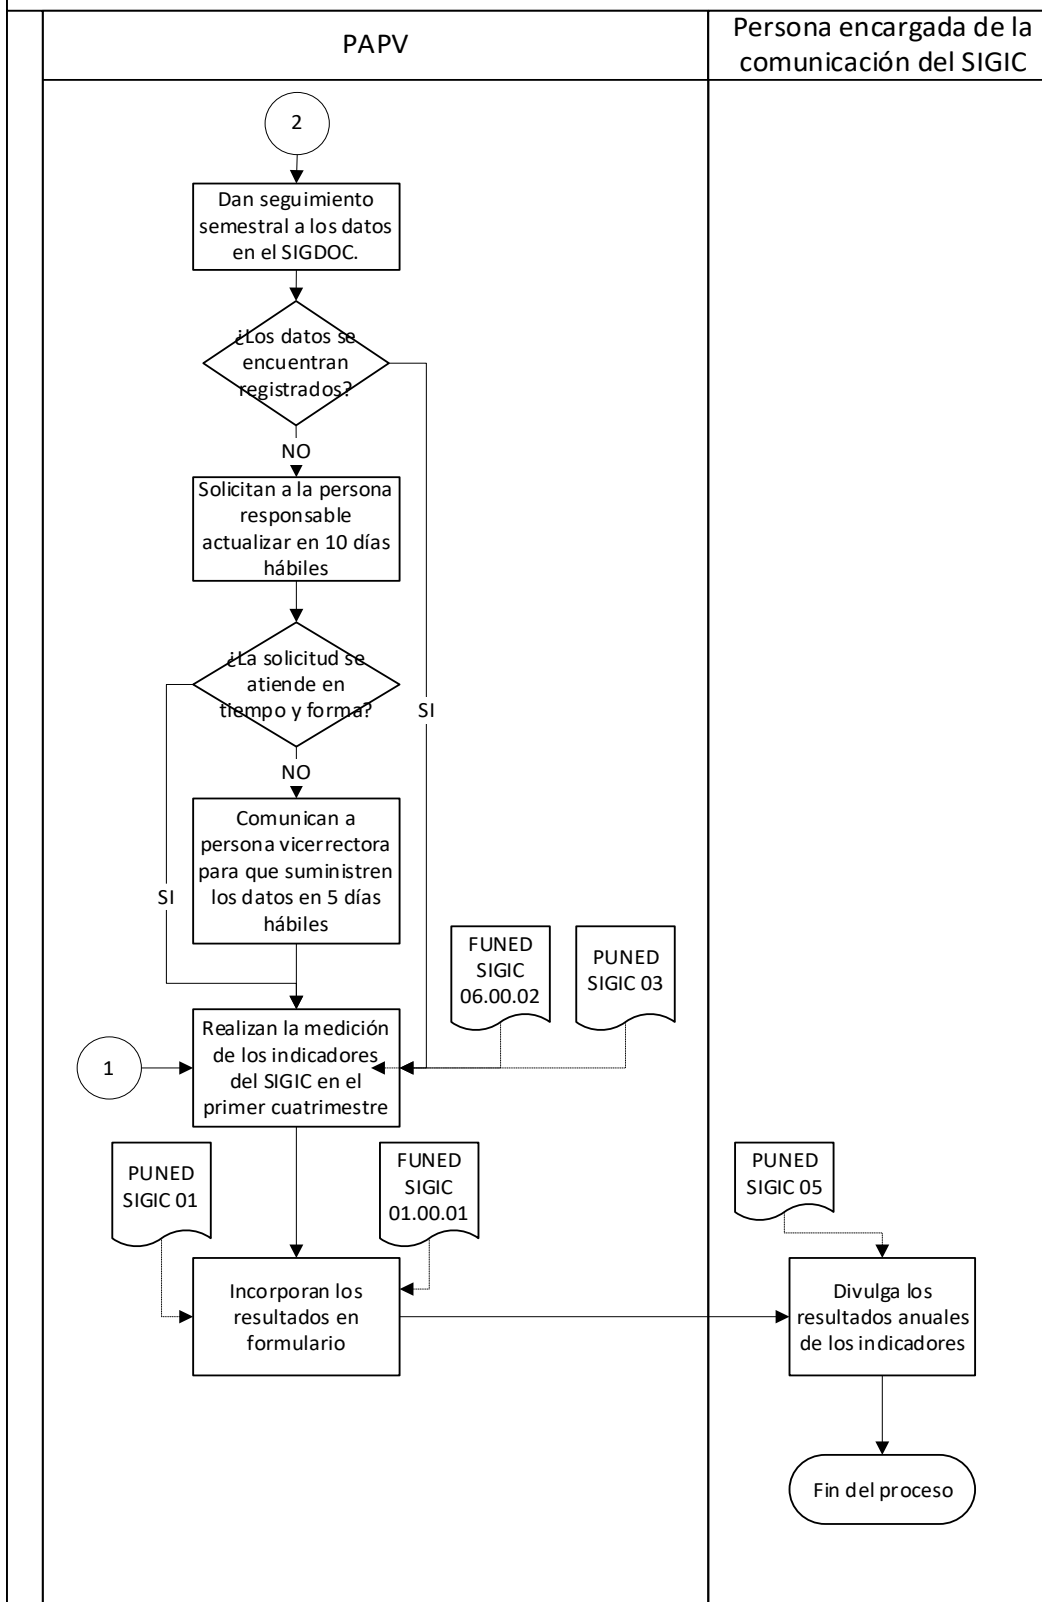 PAPV
Persona encargada de la
comunicación del SIGIC
2
Dan seguimiento
semestral a los datos
en el SIGDOC.
¿Los datos se
encuentran
registrados?
NO
Solicitan a la persona
responsable
actualizar en 10 días
hábiles
¿La solicitud se
atiende en
tiempo y forma?
SI
NO
Comunican a
persona vicerrectora
para que suministren
los datos en 5 días
hábiles
SI
FUNED
SIGIC
06.00.02
PUNED
SIGIC 03
Realizan la medición
de los indicadores
del SIGIC en el
primer cuatrimestre
1
PUNED
SIGIC 01
FUNED
SIGIC
01.00.01
PUNED
SIGIC 05
Incorporan los
resultados en
formulario
Divulga los
resultados anuales
de los indicadores
Fin del proceso